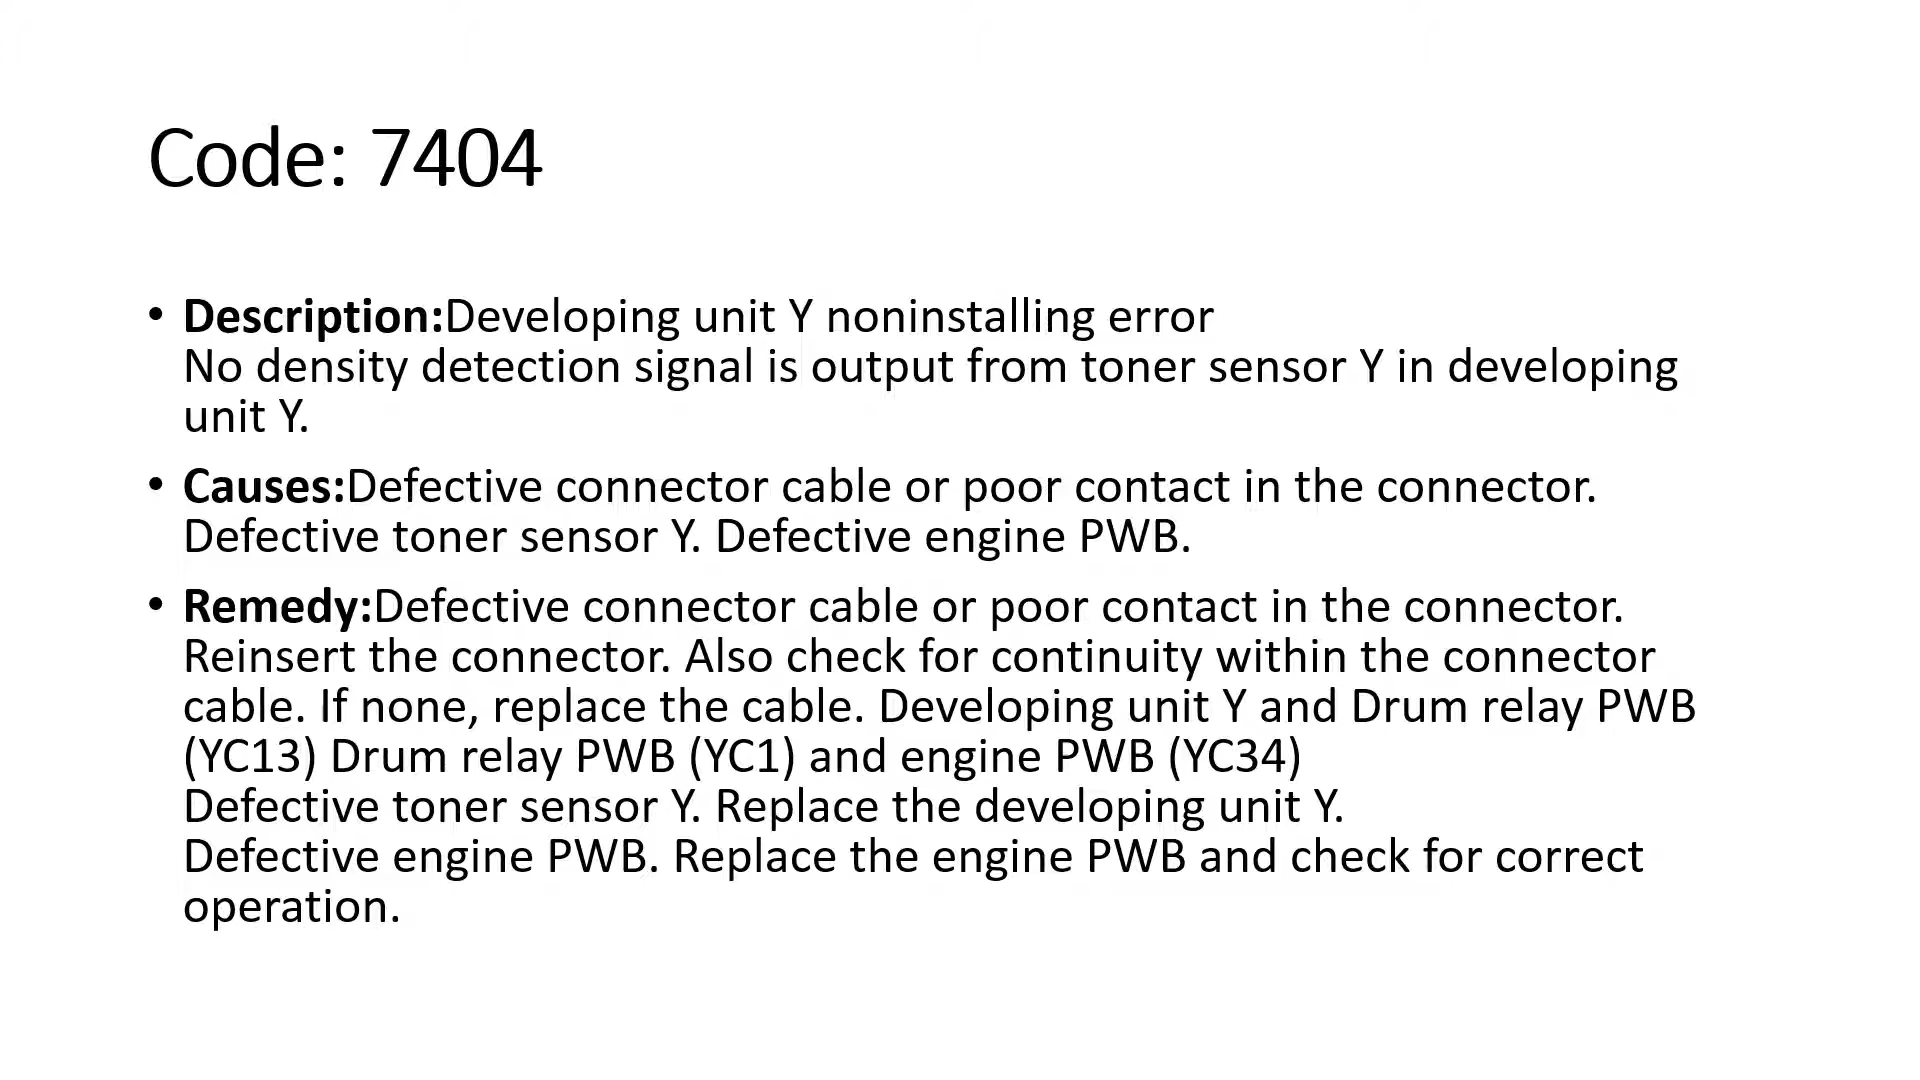 Code: 7404
• Description:Developing unit Y noninstalling error
No density detection signal is output from toner sensor Y in developing
unit Y.
• Causes:Defective connector cable or poor contact in the connector.
Defective toner sensor Y. Defective engine PWB.
• Remedy:Defective connector cable or poor contact in the connector.
Reinsert the connector. Also check for continuity within the connector
cable. If none, replace the cable. Developing unit Y and Drum relay PWB
(YC13) Drum relay PWB (YC1) and engine PWB (YC34)
Defective toner sensor Y. Replace the developing unit Y.
Defective engine PWB. Replace the engine PWB and check for correct
operation.